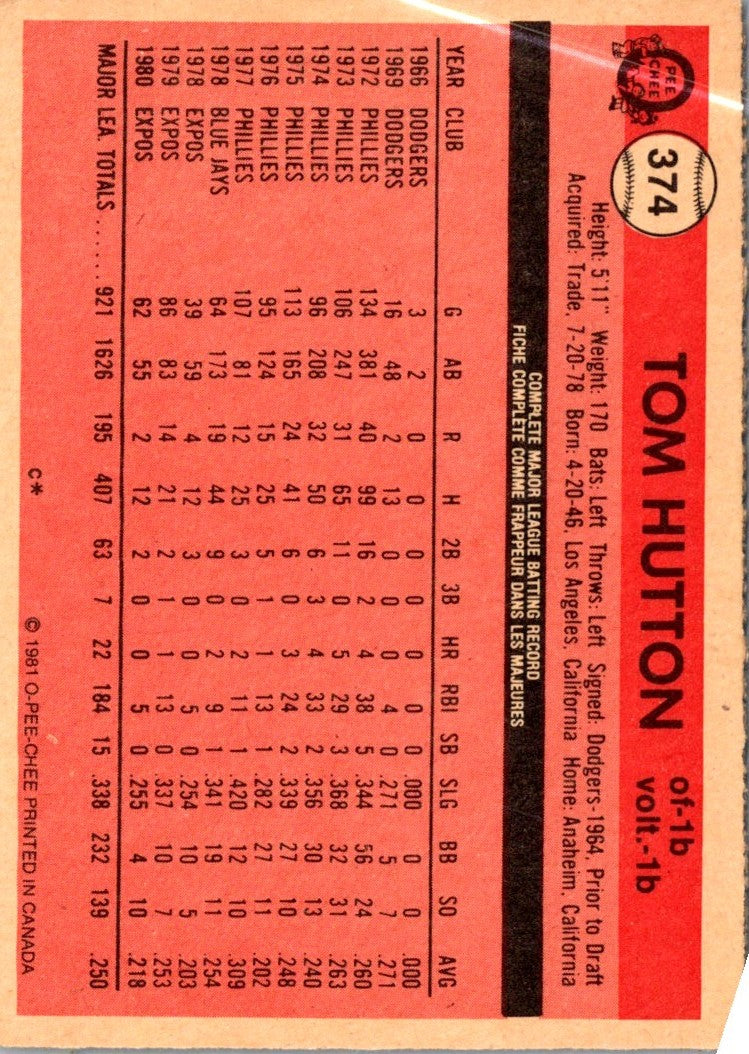 O PEE CHEE
374
TOM HUTTON
of-1b
volt.-1b
Height: 5'11" Weight: 170 Bats: Left Throws: Left Signed: Dodgers-1964, Prior to Draft
Acquired: Trade, 7-20-78 Born: 4-20-46, Los Angeles, California Home: Anaheim, California
COMPLETE MAJOR LEAGUE BATTING RECORD
FICHE COMPLÈTE COMME FRAPPEUR DANS LES MAJEURES
YEAR CLUB G AB R H 2B 3B HR RBI SB SLG BB SO AVG
1966 DODGERS 3 2 0 0 0 0 0 0 0 .000 0 0 .000
1969 DODGERS 16 48 2 13 0 0 0 4 0 .271 5 7 .271
1972 PHILLIES 134 381 40 99 16 2 4 38 5 .344 56 24 .260
1973 PHILLIES 106 247 31 65 11 0 5 29 3 .368 32 31 .263
1974 PHILLIES 96 208 32 50 6 3 4 33 2 .356 30 13 .240
1975 PHILLIES 113 165 24 41 6 0 3 24 2 .339 27 10 .248
1976 PHILLIES 95 124 15 25 5 1 1 13 1 .282 27 11 .202
1977 PHILLIES 107 81 12 25 3 0 2 11 1 .420 12 10 .309
1978 BLUE JAYS 64 173 19 44 9 0 2 9 1 .341 19 11 .254
1978 EXPOS 39 59 4 12 3 0 0 5 0 .254 10 5 .203
1979 EXPOS 86 83 14 21 2 1 1 13 0 .337 10 7 .253
1980 EXPOS 62 55 2 12 2 0 0 5 0 .255 4 10 .218
MAJOR LEA. TOTALS...... 921 1626 195 407 63 7 22 184 15 .338 232 139 .250
C*
© 1981 O-PEE-CHEE PRINTED IN CANADA